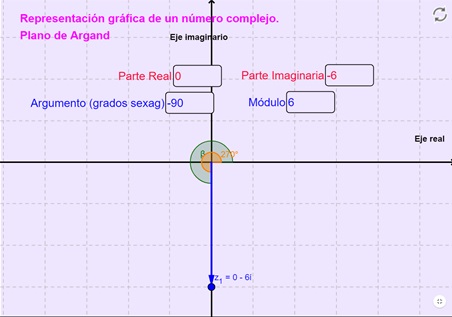 Representación gráfica de un número complejo.
Plano de Argand
Eje imaginario
Parte Real 0
Parte Imaginaria -6
Argumento (grados sexag) -90
Módulo 6
Eje real
β = 270°
z₁ = 0 - 6i